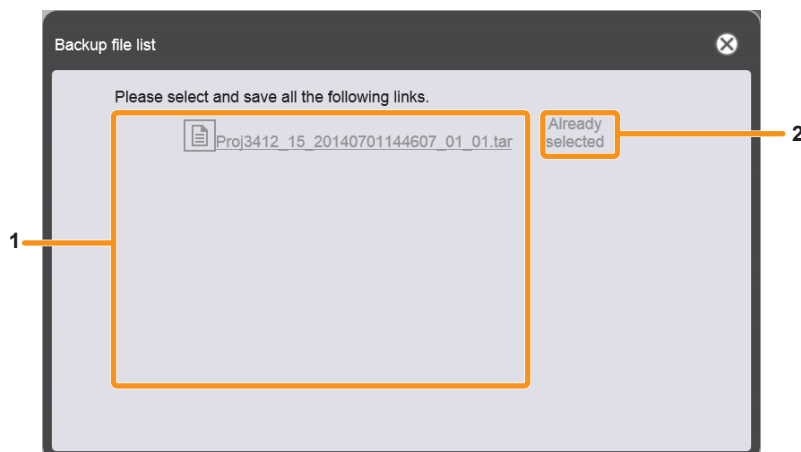 Backup file list
Please select and save all the following links.
Proj3412_15_20140701144607_01_01.tar
Already
selected
2
1